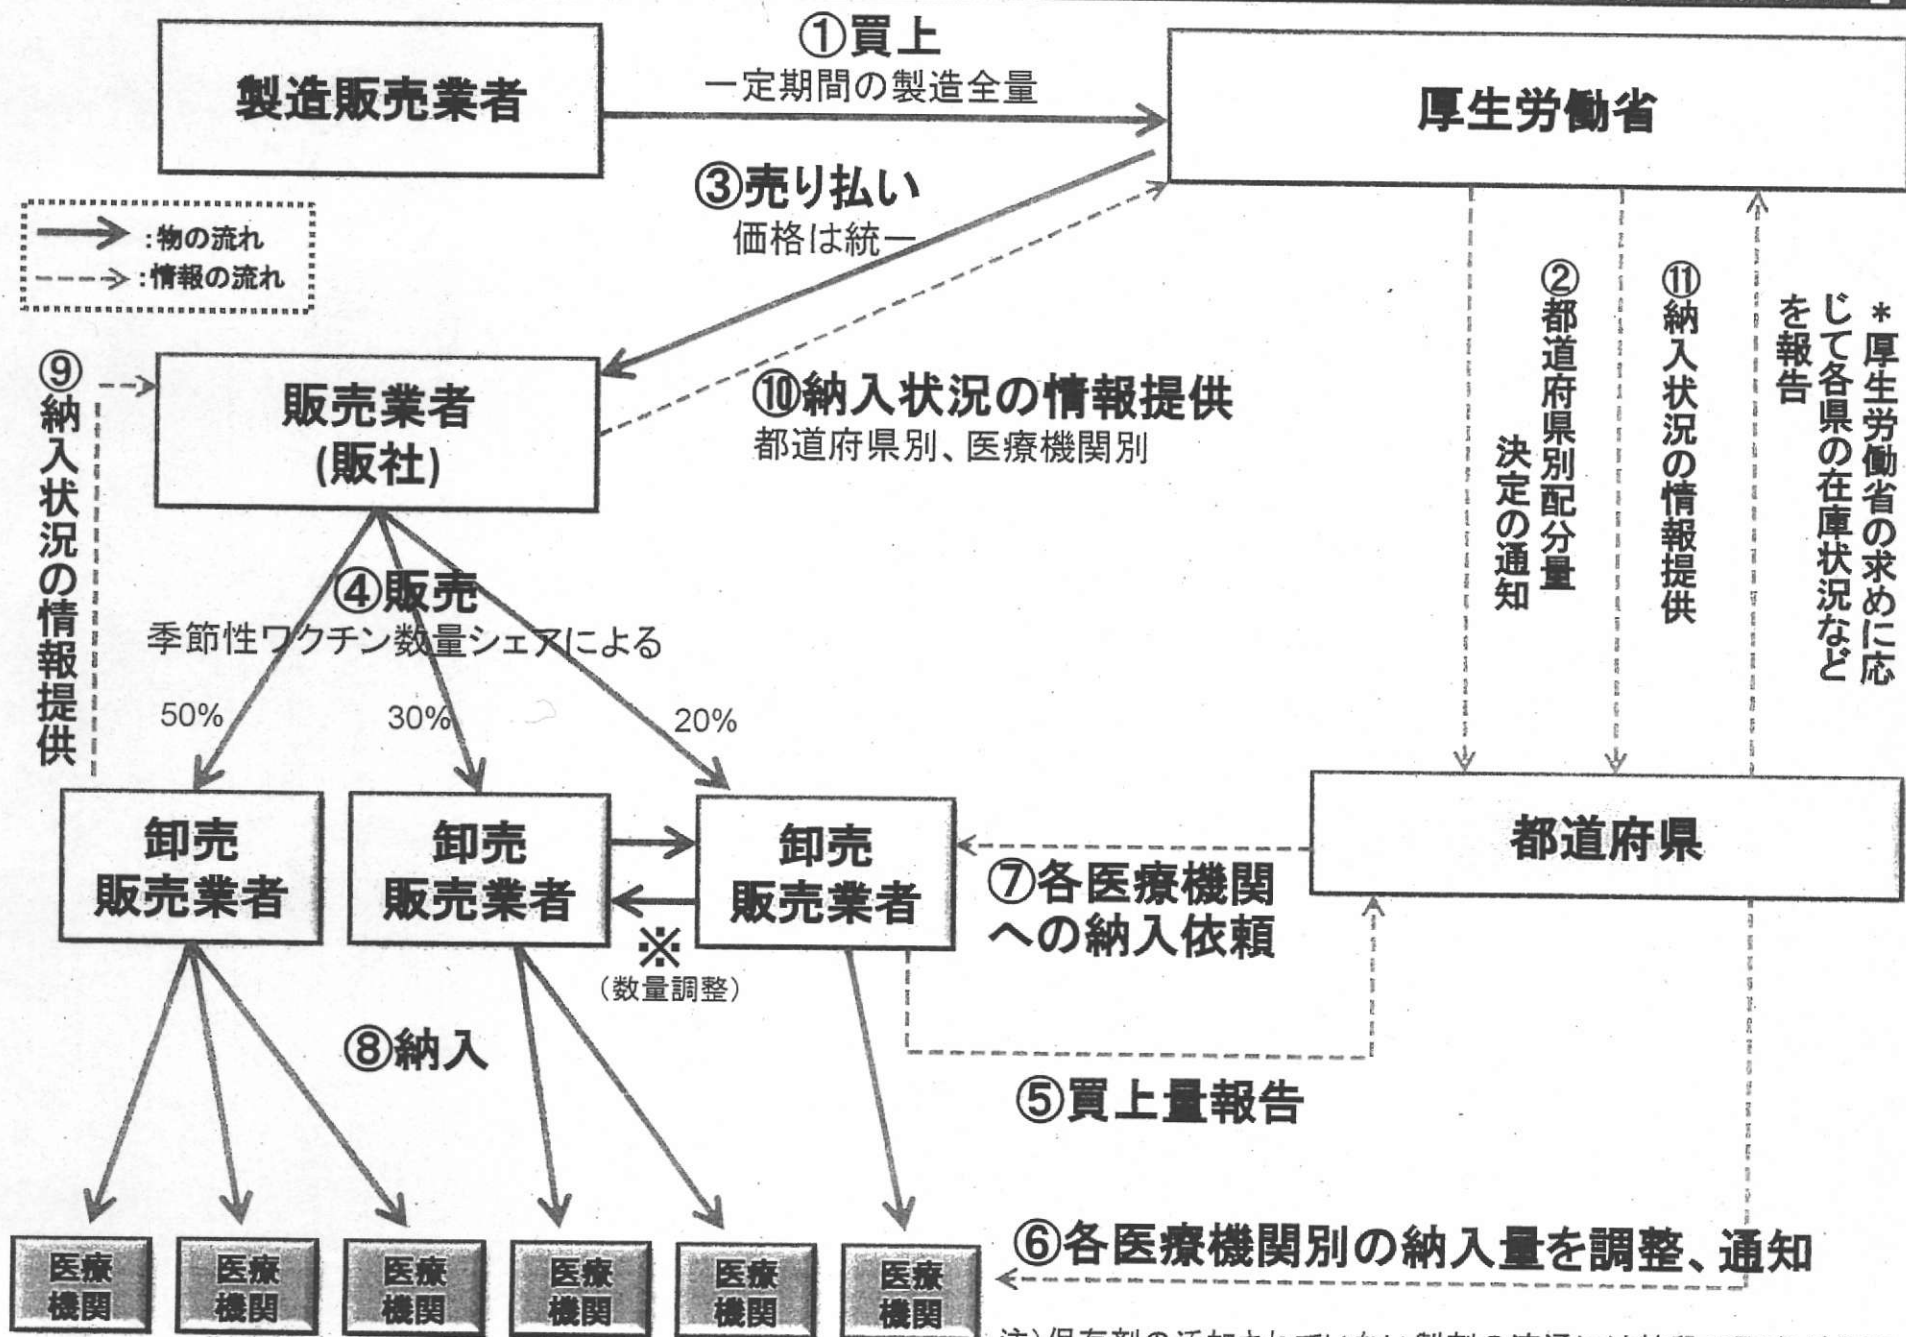 ①買上
一定期間の製造全量
製造販売業者
厚生労働省
③売り払い
価格は統一
:物の流れ
:情報の流れ
⑨納入状況の情報提供
販売業者
(販社)
⑩納入状況の情報提供
都道府県別、医療機関別
②都道府県別配分量
決定の通知
⑪納入状況の情報提供
*厚生労働省の求めに応
じて各県の在庫状況など
を報告
④販売
季節性ワクチン数量シェアによる
50%
30%
20%
卸売
販売業者
卸売
販売業者
卸売
販売業者
都道府県
※
(数量調整)
⑦各医療機関
への納入依頼
⑧納入
⑤買上量報告
⑥各医療機関別の納入量を調整、通知
医療
機関
医療
機関
医療
機関
医療
機関
医療
機関
医療
機関